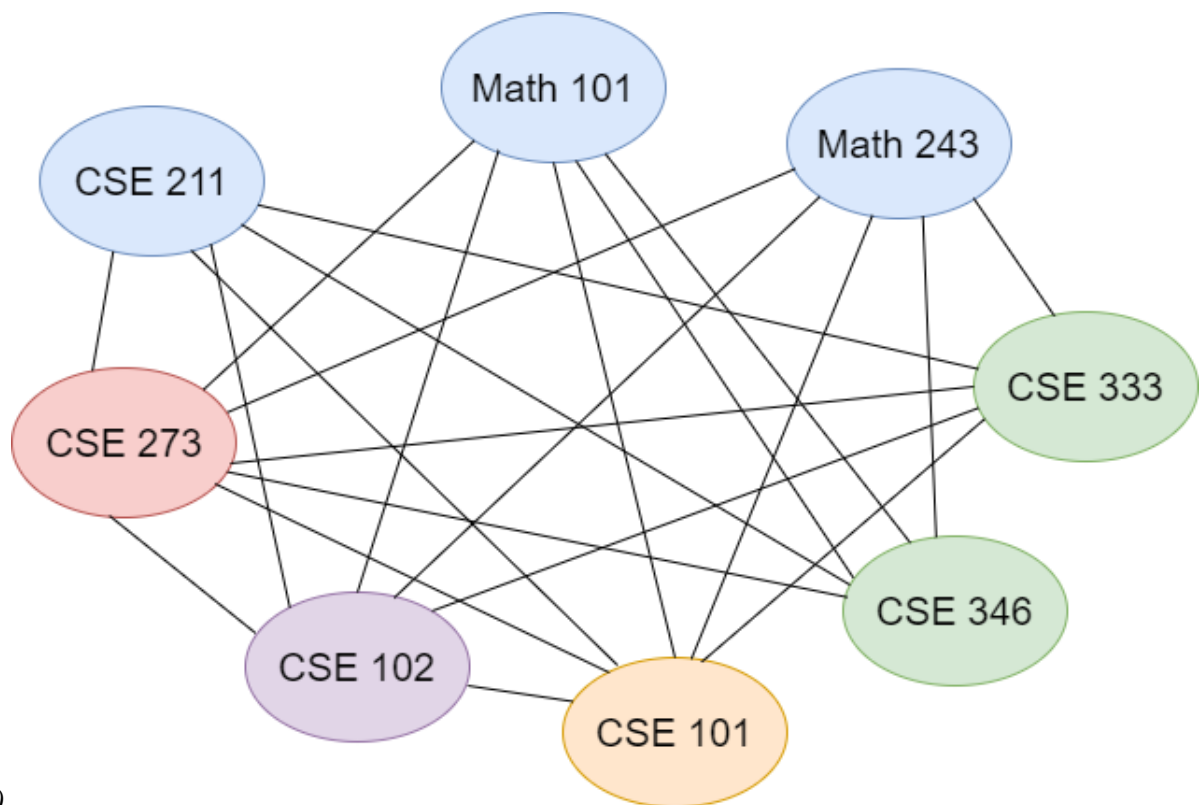 Math 101
Math 243
CSE 211
CSE 333
CSE 273
CSE 346
CSE 102
CSE 101
)